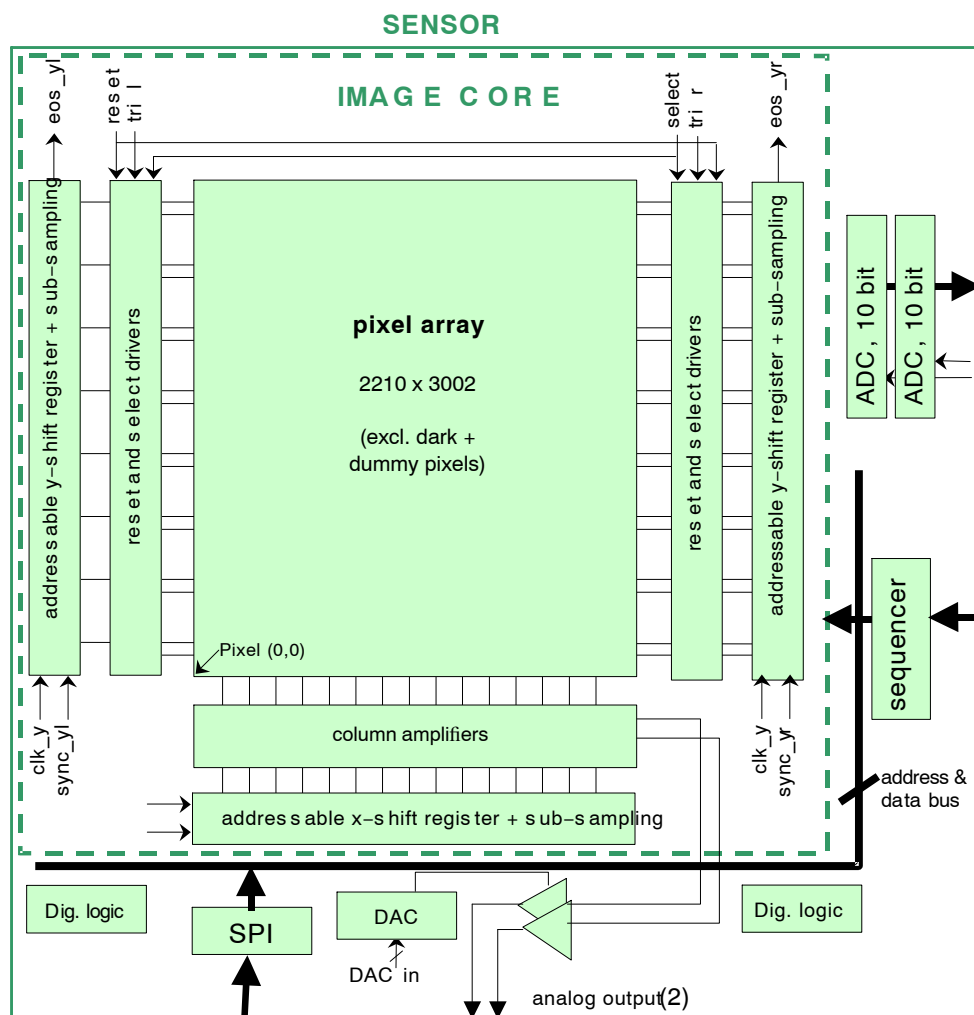 SENSOR
IMAGE CORE
eos_yl
reset
tri l
select
tri r
eos_yr
addressable y-shift register + sub-sampling
reset and select drivers
pixel array
2210 x 3002
(excl. dark +
dummy pixels)
reset and select drivers
addressable y-shift register + sub-sampling
ADC, 10 bit
ADC, 10 bit
Pixel (0,0)
sequencer
clk_y
sync_yl
column amplifiers
clk_y
sync_yr
address &
data bus
addressable x-shift register + sub-sampling
Dig. logic
SPI
DAC
Dig. logic
DAC in
analog output(2)